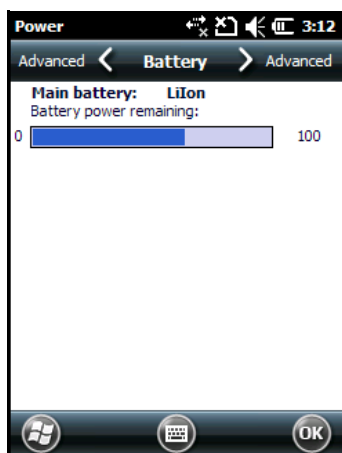 Power 3:12
Advanced Battery Advanced
Main battery: LiIon
Battery power remaining:
0 100
OK